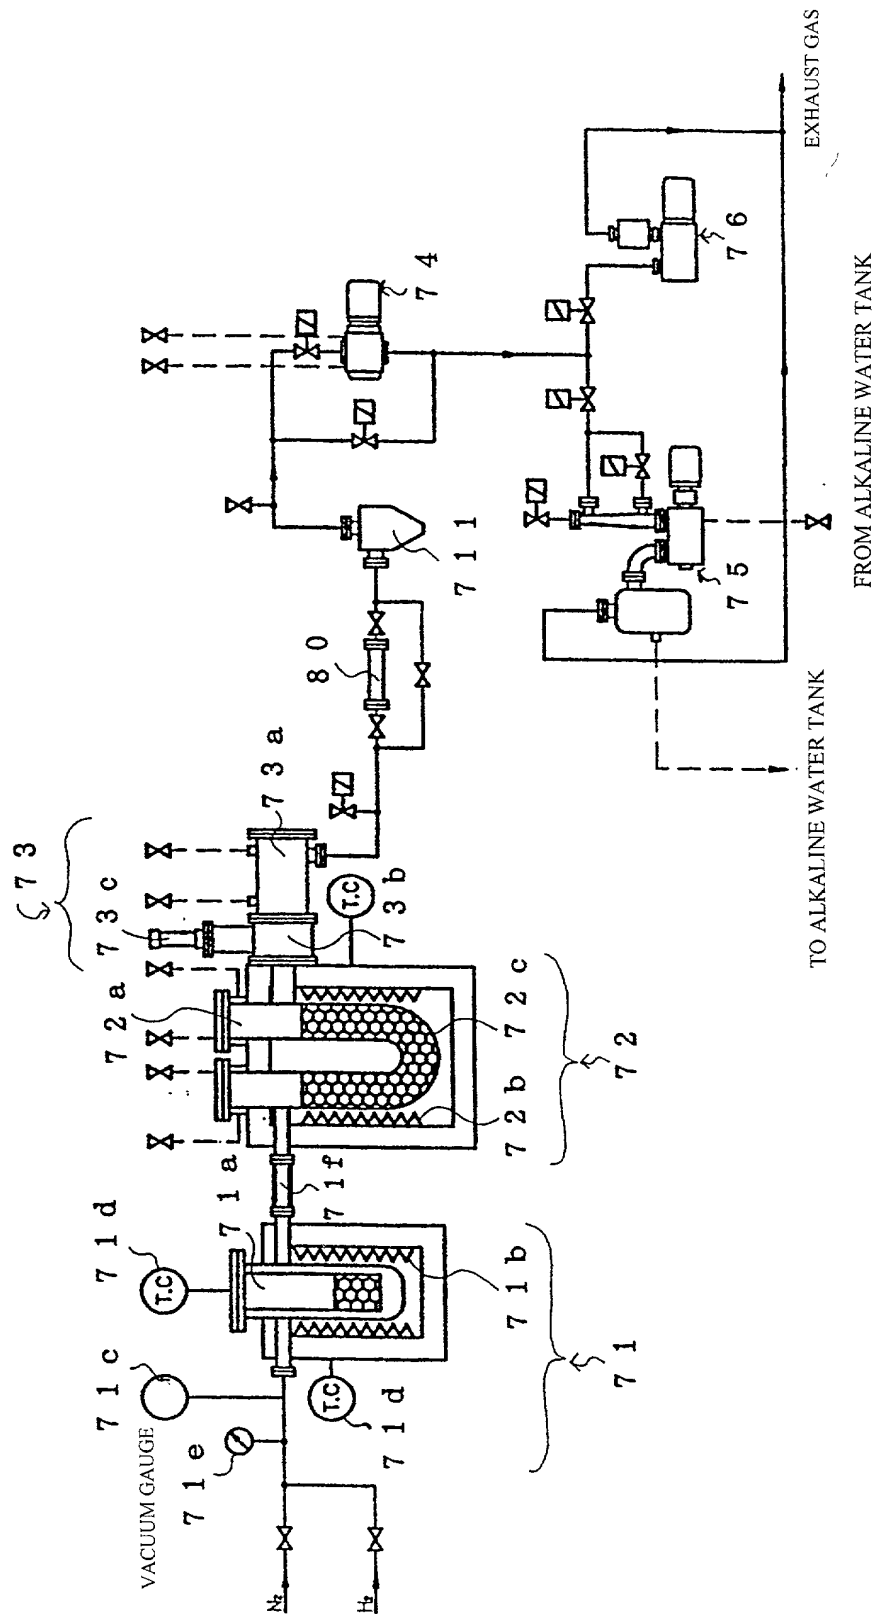 N₂
H₂
VACUUM GAUGE
71c
71e
71d
T.C
71d
T.C
71a
71f
71b
71
72a
72b
72c
72
73
73c
73a
73b
T.C
80
711
74
75
76
EXHAUST GAS
TO ALKALINE WATER TANK
FROM ALKALINE WATER TANK